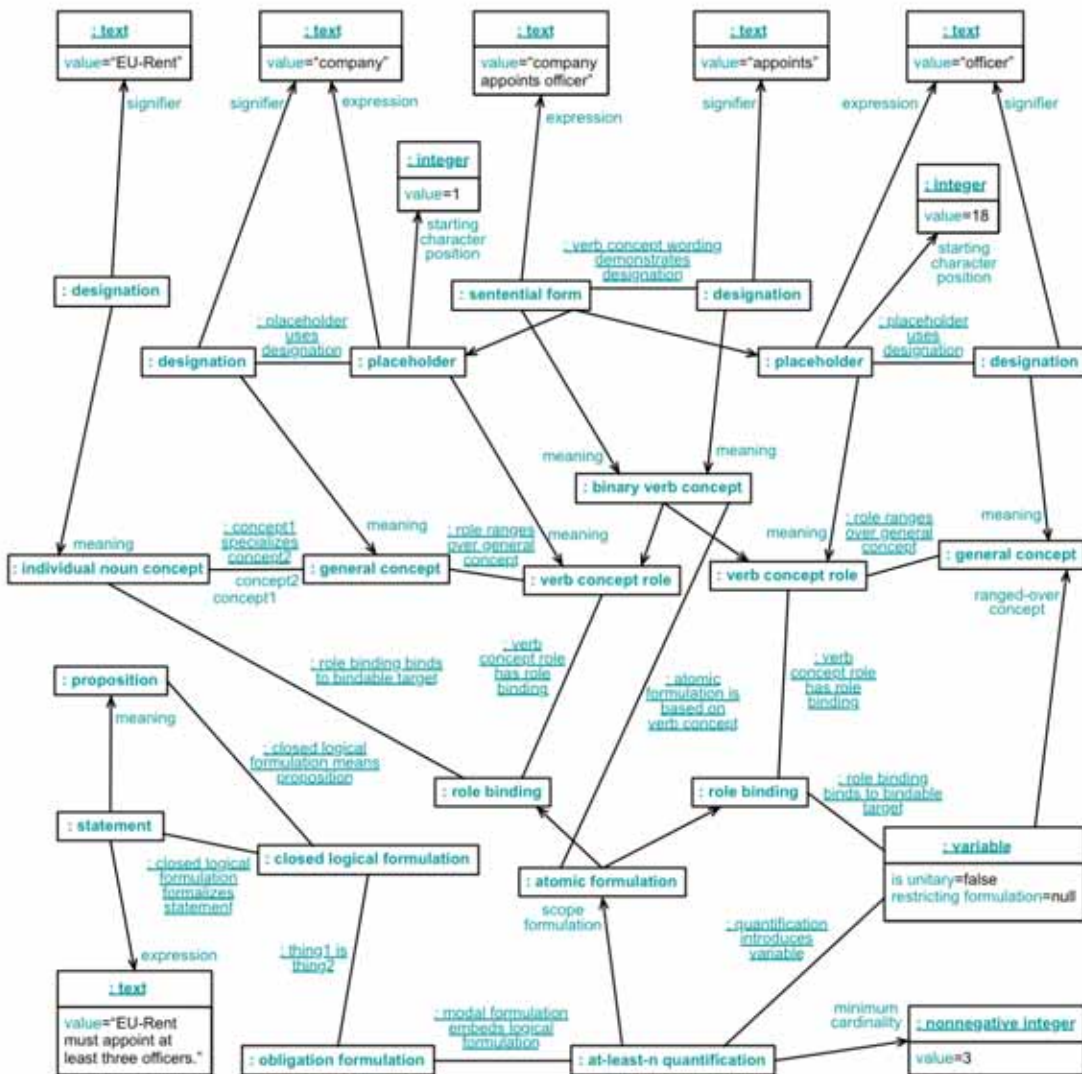 : text
value="EU-Rent"
: text
value="company"
: text
value="company
appoints officer"
: text
value="appoints"
: text
value="officer"
signifier
signifier
expression
expression
signifier
expression
signifier
: integer
value=1
starting
character
position
: integer
value=18
starting
character
position
: designation
: sentential form
: verb concept wording
demonstrates
designation
: designation
: designation
: placeholder
uses
designation
: placeholder
: placeholder
: placeholder
uses
designation
: designation
meaning
meaning
: binary verb concept
meaning
: individual noun concept
: concept1
specializes
concept2
concept2
concept1
meaning
: general concept
: role ranges
over general
concept
meaning
: verb concept role
meaning
: verb concept role
: role ranges
over general
concept
meaning
: general concept
ranged-over
concept
: role binding binds
to bindable target
: verb
concept role
has role
binding
: atomic
formulation is
based on
verb concept
: verb
concept role
has role
binding
: proposition
meaning
: closed logical
formulation means
proposition
: role binding
: role binding
: role binding
binds to bindable
target
: statement
: closed logical formulation
: closed logical
formulation
formalizes
statement
: atomic formulation
scope
formulation
: variable
is unitary=false
restricting formulation=null
: quantification
introduces
variable
: thing1 is
thing2
expression
: text
value="EU-Rent
must appoint at
least three officers."
: obligation formulation
: modal formulation
embeds logical
formulation
: at-least-n quantification
minimum
cardinality
: nonnegative integer
value=3